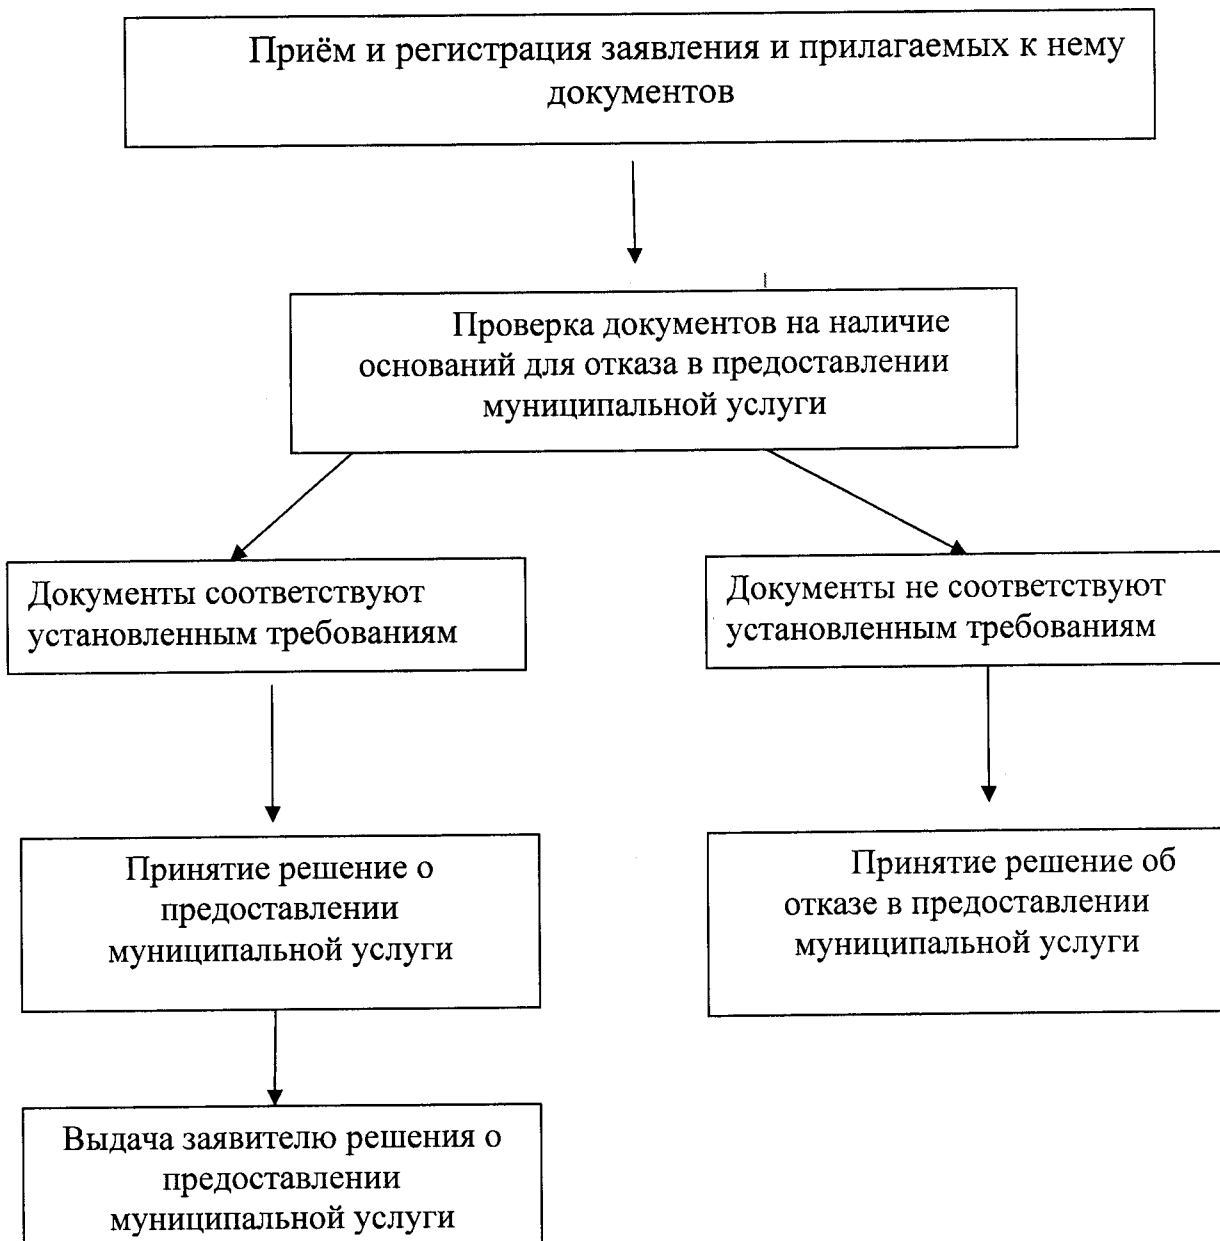 Приём и регистрация заявления и прилагаемых к нему
документов
Проверка документов на наличие
оснований для отказа в предоставлении
муниципальной услуги
Документы соответствуют
установленным требованиям
Документы не соответствуют
установленным требованиям
Принятие решение о
предоставлении
муниципальной услуги
Принятие решение об
отказе в предоставлении
муниципальной услуги
Выдача заявителю решения о
предоставлении
муниципальной услуги